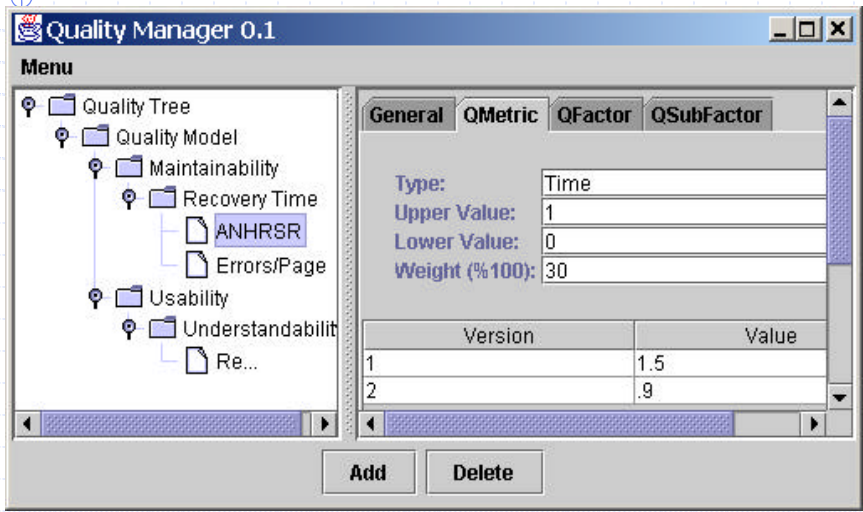 Quality Manager 0.1
Menu
Quality Tree
Quality Model
Maintainability
Recovery Time
ANHRSR
Errors/Page
Usability
Understandabilit
Re...
General QMetric QFactor QSubFactor
Type: Time
Upper Value: 1
Lower Value: 0
Weight (%100): 30
Version Value
1 1.5
2 .9
Add Delete